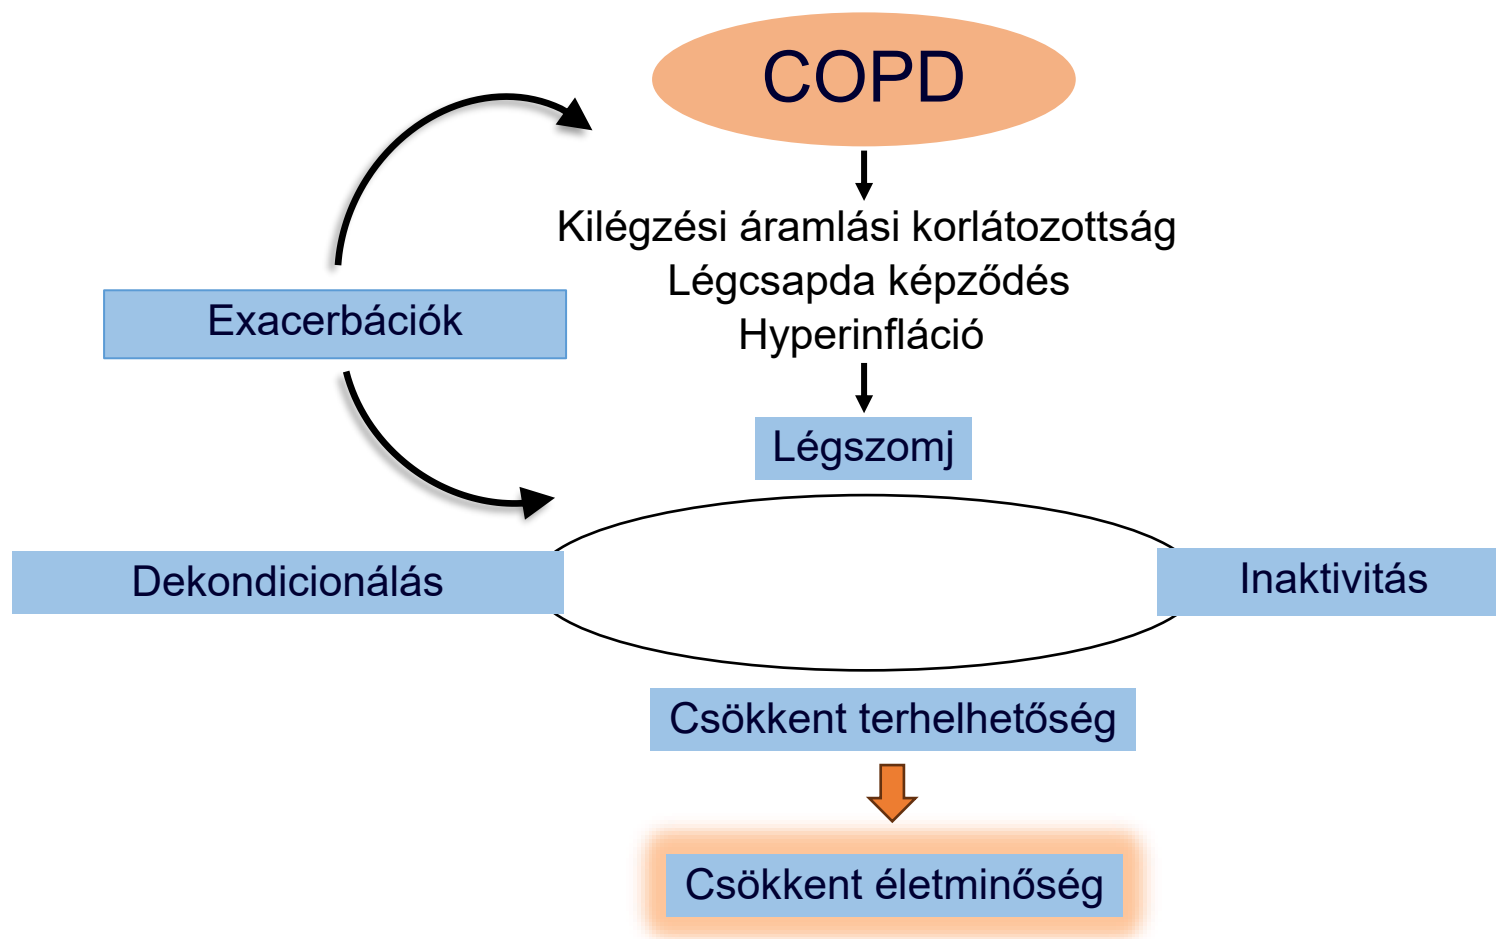 COPD
Kilégzési áramlási korlátozottság
Légcsapda képződés
Hyperinfláció
Exacerbációk
Légszomj
Dekondicionálás
Inaktivitás
Csökkent terhelhetőség
Csökkent életminőség